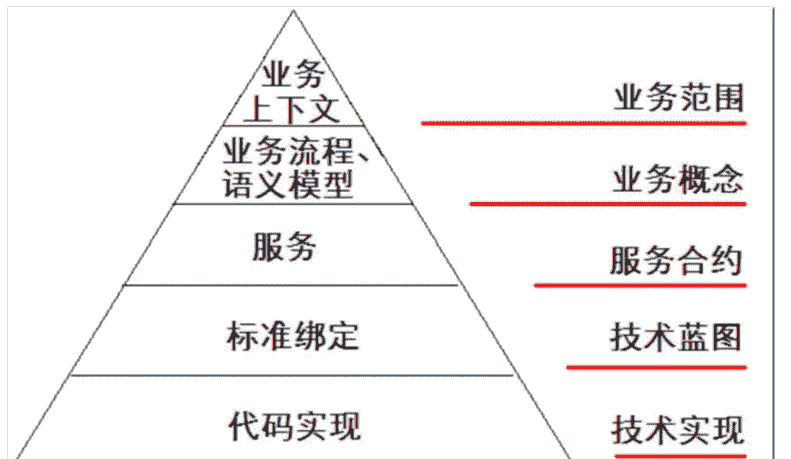 业务
上下文
业务范围
业务流程、
语义模型
业务概念
服务
服务合约
标准绑定
技术蓝图
代码实现
技术实现